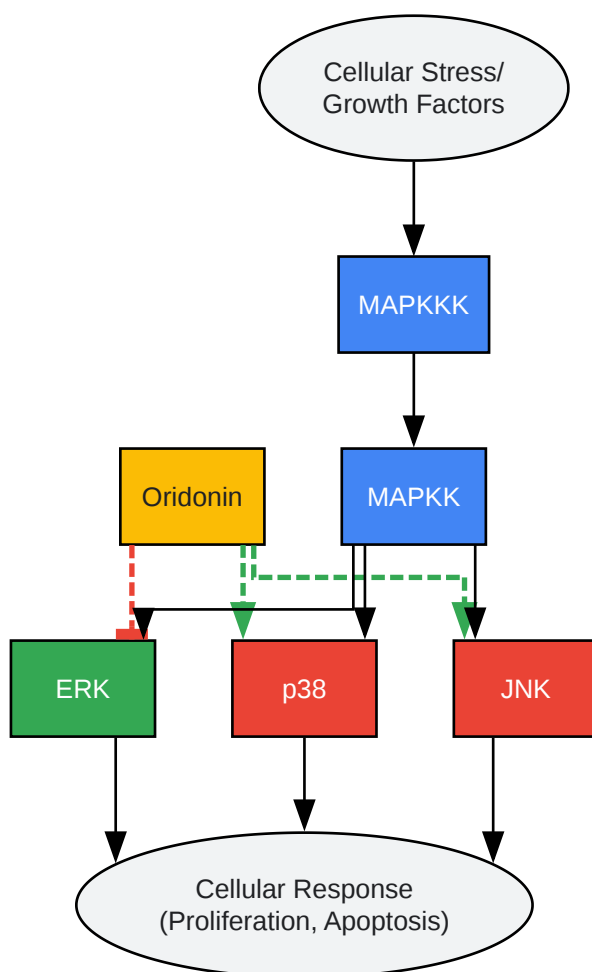 Cellular Stress/
Growth Factors
MAPKKK
Oridonin
MAPKK
ERK
p38
JNK
Cellular Response
(Proliferation, Apoptosis)